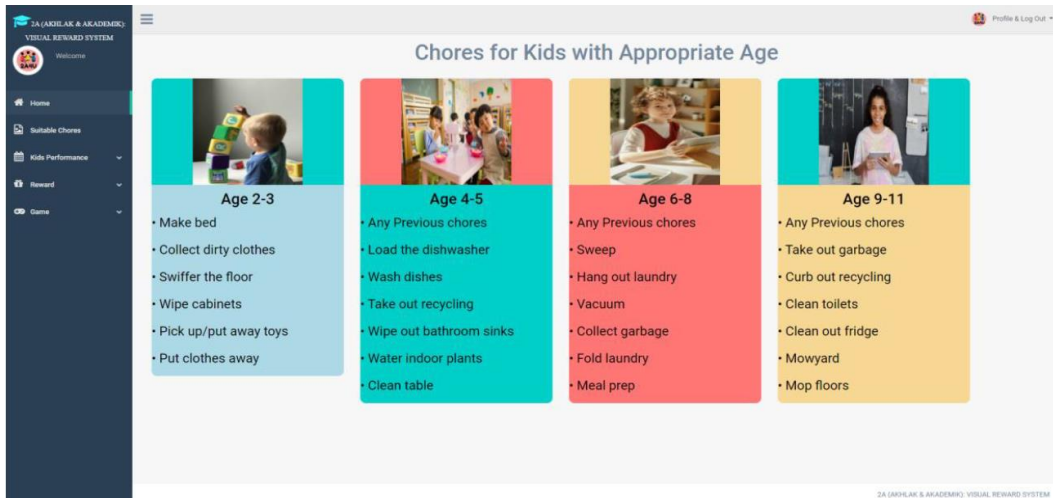 2A (AKHLAK & AKADEMIK):
VISUAL REWARD SYSTEM
Welcome
Profile & Log Out
Home
Suitable Chores
Kids Performance
Reward
Game
Chores for Kids with Appropriate Age
Age 2-3
• Make bed
• Collect dirty clothes
• Swiffer the floor
• Wipe cabinets
• Pick up/put away toys
• Put clothes away
Age 4-5
• Any Previous chores
• Load the dishwasher
• Wash dishes
• Take out recycling
• Wipe out bathroom sinks
• Water indoor plants
• Clean table
Age 6-8
• Any Previous chores
• Sweep
• Hang out laundry
• Vacuum
• Collect garbage
• Fold laundry
• Meal prep
Age 9-11
• Any Previous chores
• Take out garbage
• Curb out recycling
• Clean toilets
• Clean out fridge
• Mowyard
• Mop floors
2A (AKHLAK & AKADEMIK): VISUAL REWARD SYSTEM